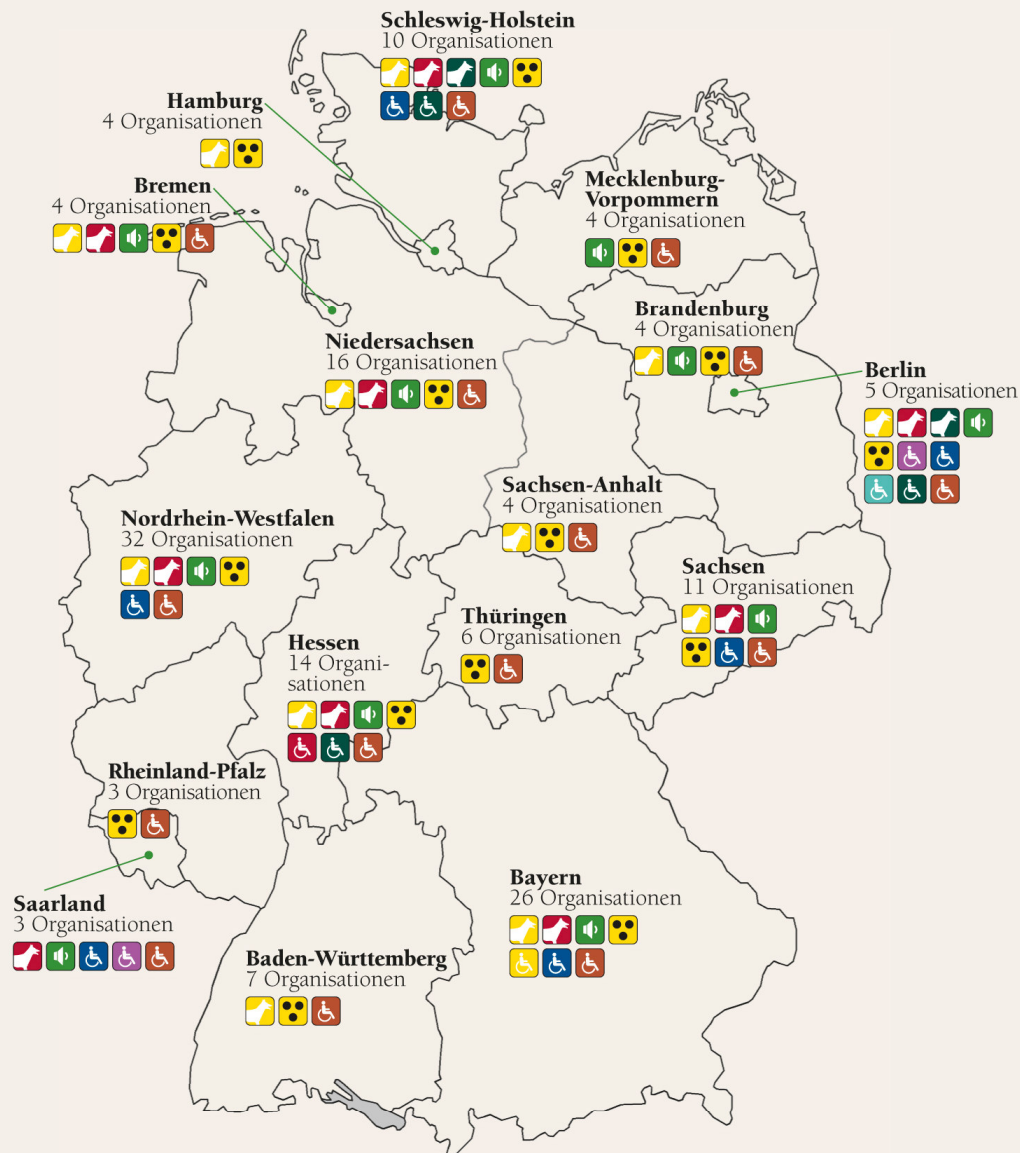 Schleswig-Holstein
10 Organisationen
Hamburg
4 Organisationen
Bremen
4 Organisationen
Mecklenburg-
Vorpommern
4 Organisationen
Brandenburg
4 Organisationen
Niedersachsen
16 Organisationen
Berlin
5 Organisationen
Sachsen-Anhalt
4 Organisationen
Nordrhein-Westfalen
32 Organisationen
Sachsen
11 Organisationen
Thüringen
6 Organisationen
Hessen
14 Organi-
sationen
Rheinland-Pfalz
3 Organisationen
Saarland
3 Organisationen
Bayern
26 Organisationen
Baden-Württemberg
7 Organisationen